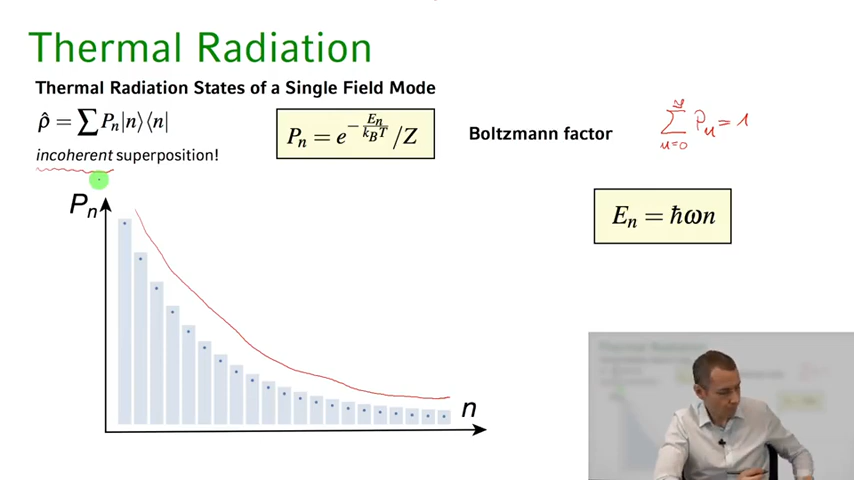 Thermal Radiation
Thermal Radiation States of a Single Field Mode
ρ̂ = ∑ Pₙ|n⟩⟨n|
Pₙ = e^{-Eₙ/(k_B T)}/Z
Boltzmann factor
∑_{n=0}^{∞} Pₙ = 1
incoherent superposition!
Pₙ
Eₙ = ħωn
n